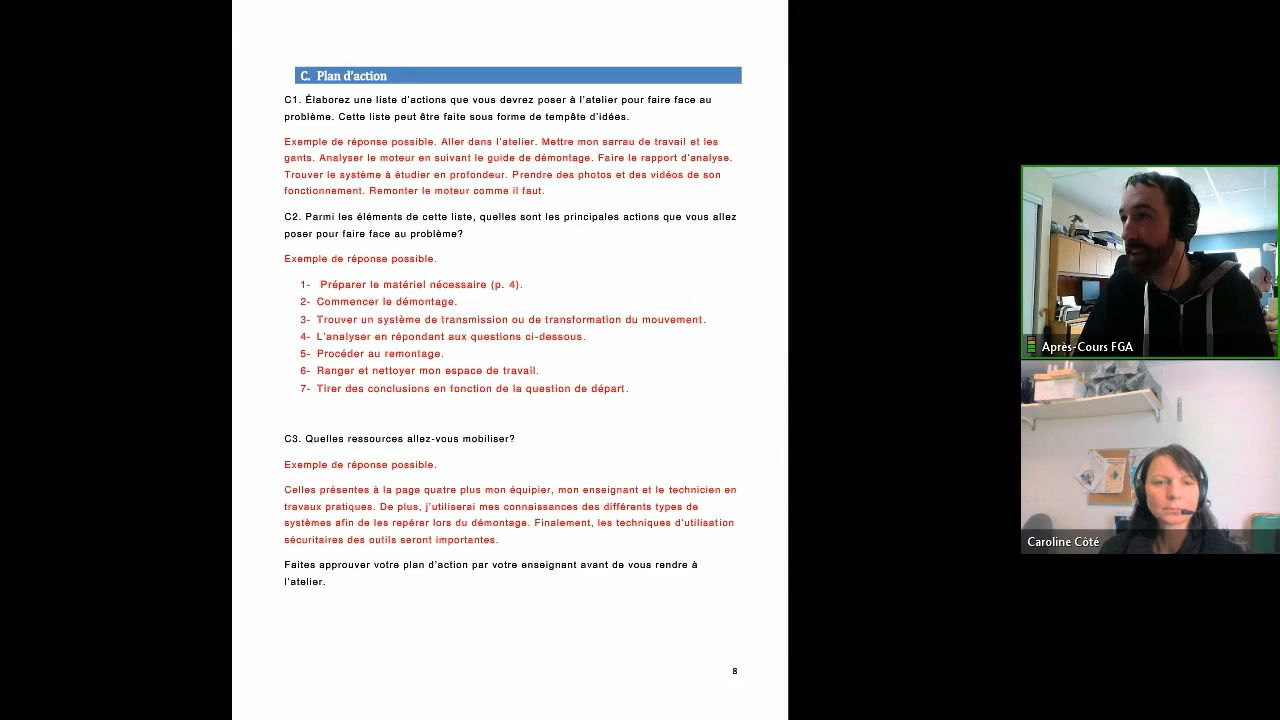 C. Plan d'action
C1. Élaborez une liste d'actions que vous devrez poser à l'atelier pour faire face au
problème. Cette liste peut être faite sous forme de tempête d'idées.
Exemple de réponse possible. Aller dans l'atelier. Mettre mon sarrau de travail et les
gants. Analyser le moteur en suivant le guide de démontage. Faire le rapport d'analyse.
Trouver le système à étudier en profondeur. Prendre des photos et des vidéos de son
fonctionnement. Remonter le moteur comme il faut.
C2. Parmi les éléments de cette liste, quelles sont les principales actions que vous allez
poser pour faire face au problème?
Exemple de réponse possible.
1- Préparer le matériel nécessaire (p. 4).
2- Commencer le démontage.
3- Trouver un système de transmission ou de transformation du mouvement.
4- L'analyser en répondant aux questions ci-dessous.
5- Procéder au remontage.
6- Ranger et nettoyer mon espace de travail.
7- Tirer des conclusions en fonction de la question de départ.
C3. Quelles ressources allez-vous mobiliser?
Exemple de réponse possible.
Celles présentes à la page quatre plus mon équipier, mon enseignant et le technicien en
travaux pratiques. De plus, j'utiliserai mes connaissances des différents types de
systèmes afin de les repérer lors du démontage. Finalement, les techniques d'utilisation
sécuritaires des outils seront importantes.
Faites approuver votre plan d'action par votre enseignant avant de vous rendre à
l'atelier.
8
Après-Cours FGA
Caroline Côté